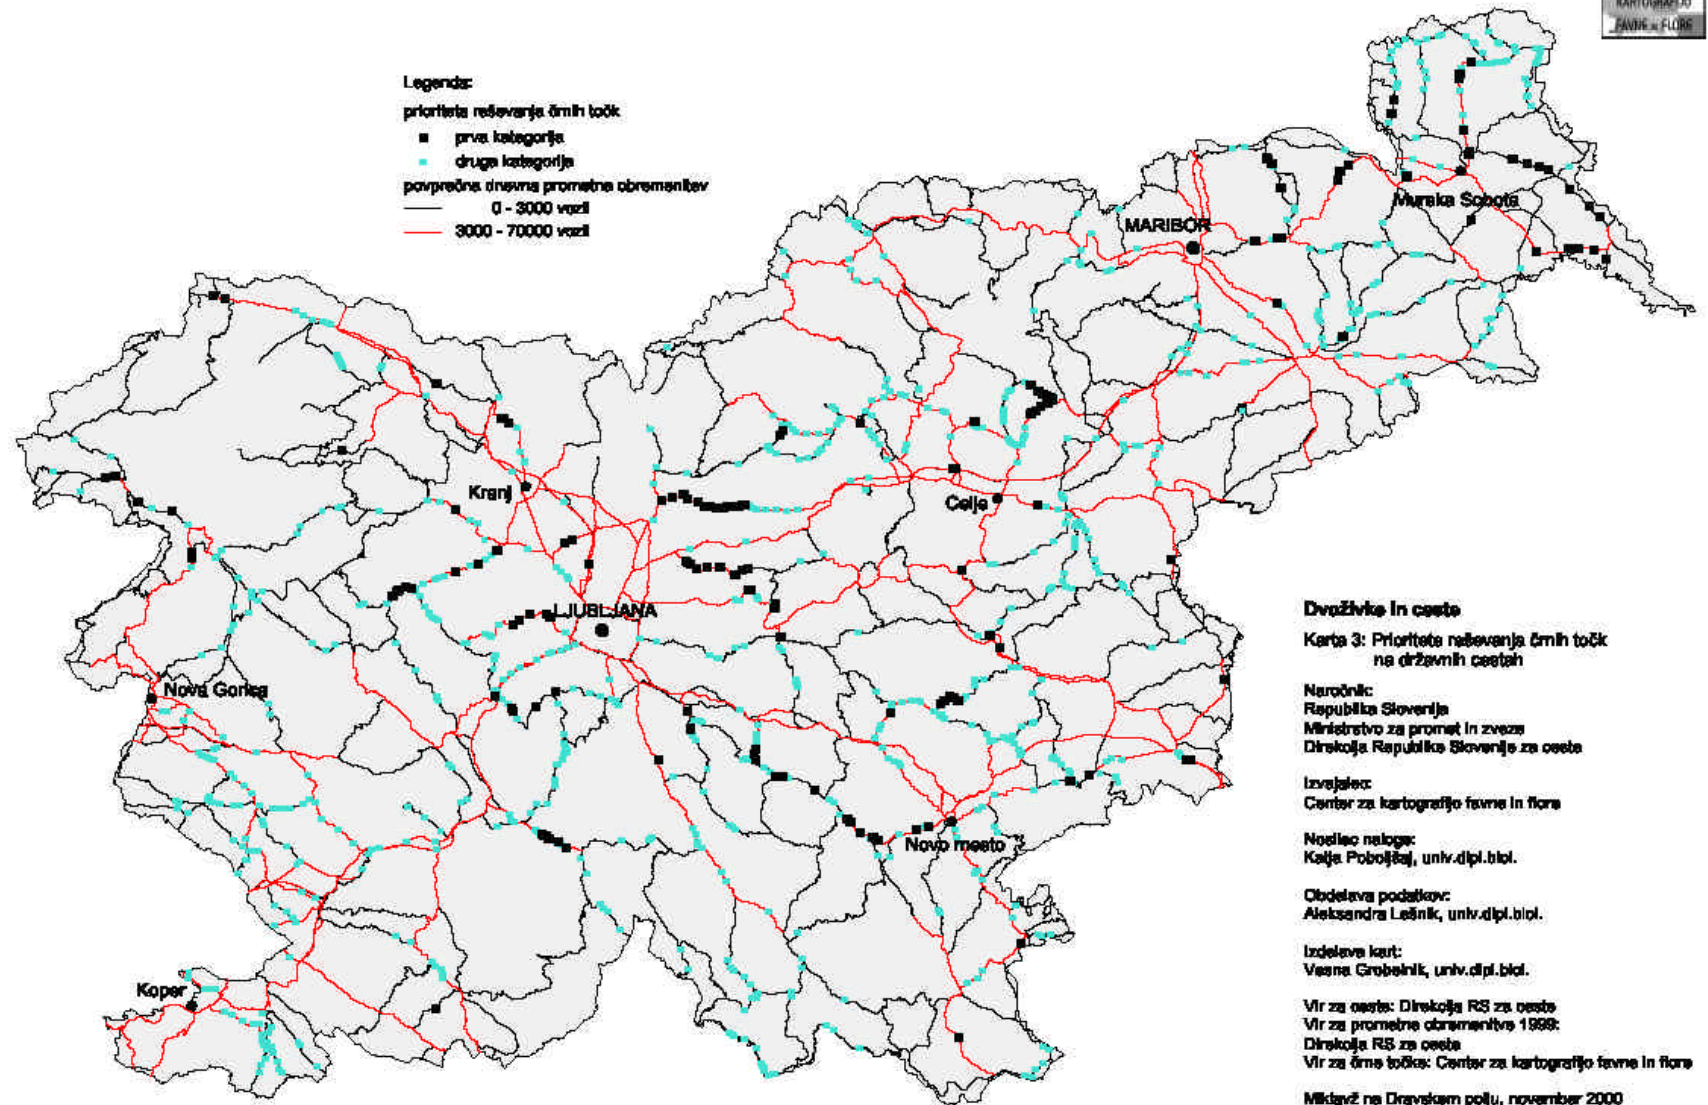 KARTOGRAFIJO
FAVNE in FLORE
Legenda:
prioriteta reševanja črnih točk
prva kategorija
druga kategorija
povprečna dnevna prometna obremenitev
0 - 3000 vozil
3000 - 70000 vozil
Murska Sobota
MARIBOR
Kranj
Celje
LJUBLJANA
Nova Gorica
Novo mesto
Koper
Dvoživke in ceste
Karta 3: Prioriteta reševanja črnih točk
na državnih cestah
Naročnik:
Republika Slovenija
Ministrstvo za promet in zveze
Direkcija Republike Slovenije za ceste
Izvajalec:
Center za kartografijo favne in flore
Nosilec naloge:
Katja Poboljšaj, univ.dipl.biol.
Obdelava podatkov:
Aleksandra Lešnik, univ.dipl.biol.
Izdelava kart:
Vesna Grobelnik, univ.dipl.biol.
Vir za ceste: Direkcija RS za ceste
Vir za prometne obremenitve 1999:
Direkcija RS za ceste
Vir za črne točke: Center za kartografijo favne in flore
Miklavž na Dravskem polju, november 2000